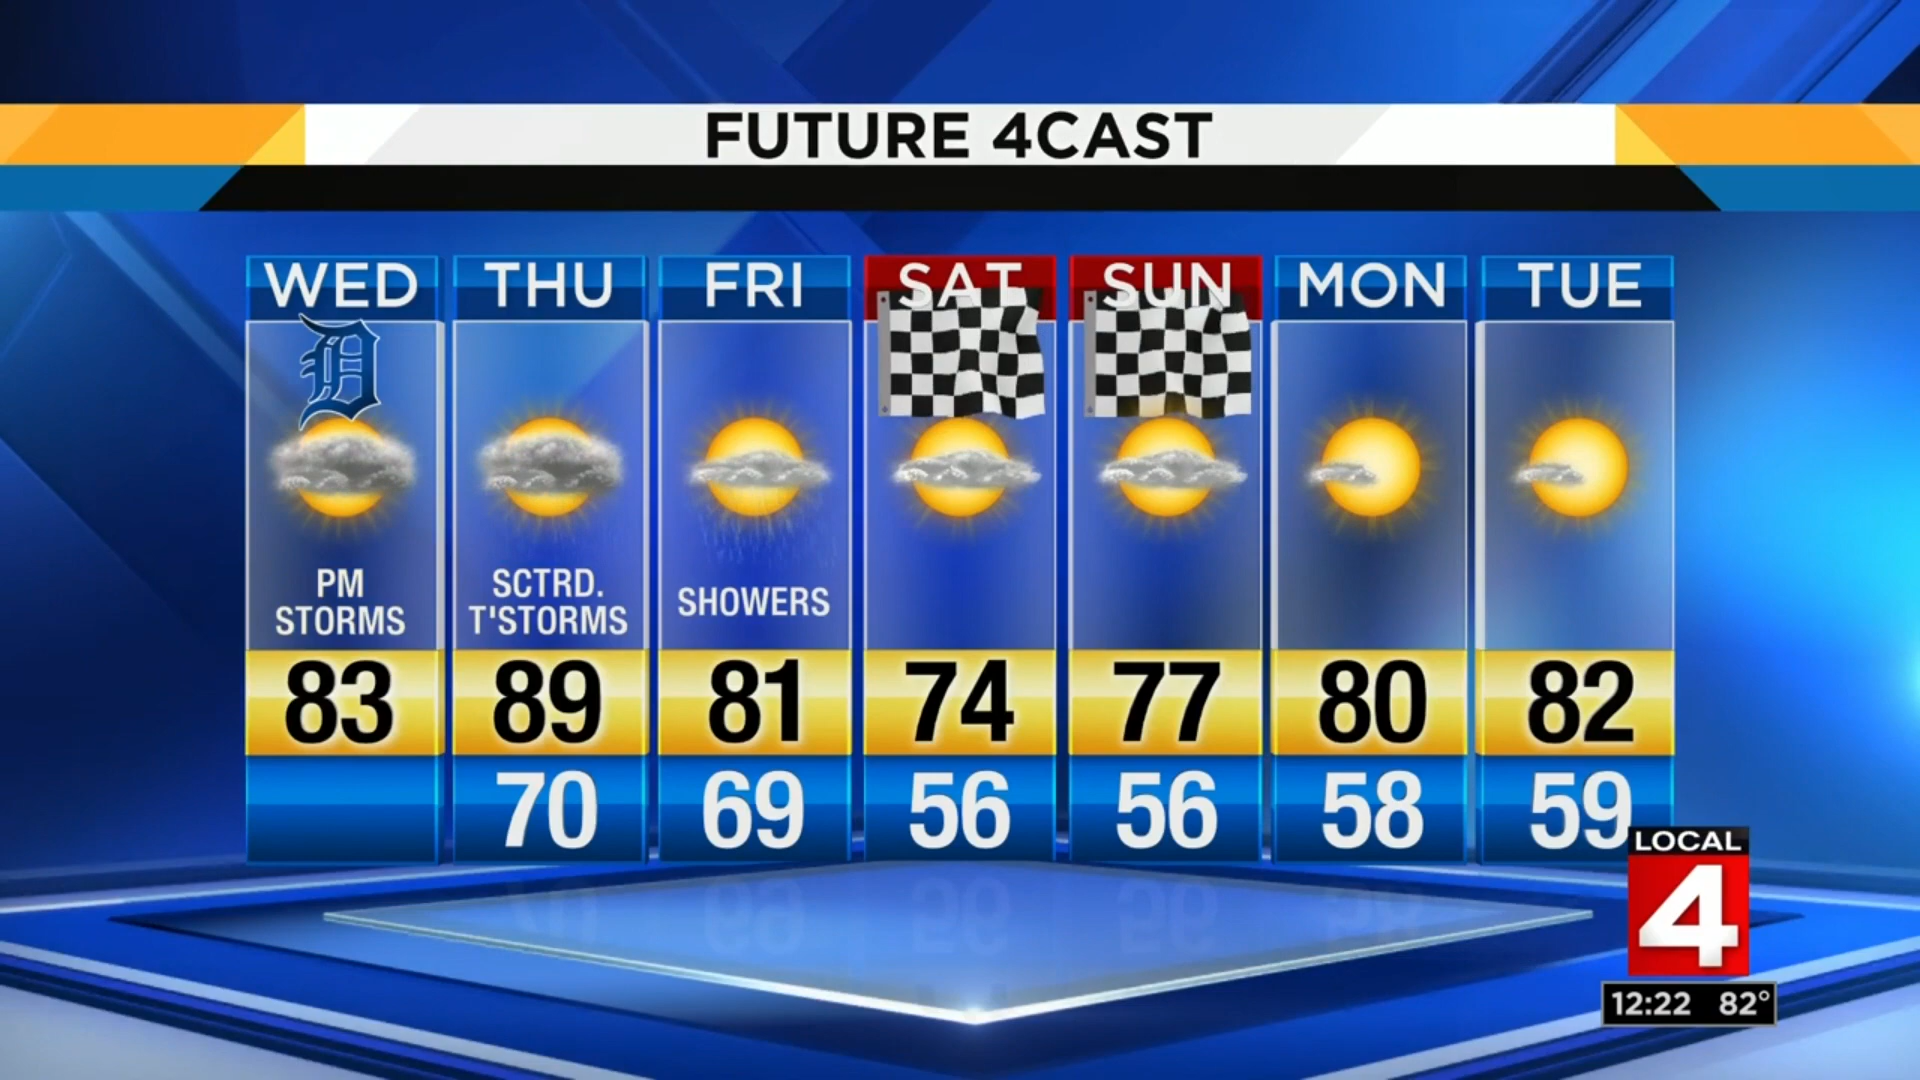 FUTURE 4CAST
WED THU FRI SAT SUN MON TUE
D
PM
STORMS
SCTRD.
T'STORMS
SHOWERS
83 89 81 74 77 80 82
70 69 56 56 58 59
LOCAL
4
12:22 82°